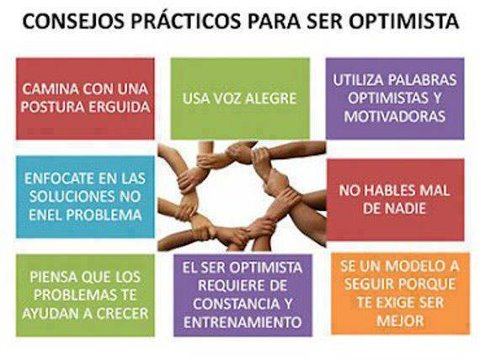 CONSEJOS PRÁCTICOS PARA SER OPTIMISTA
CAMINA CON UNA
POSTURA ERGUIDA
USA VOZ ALEGRE
UTILIZA PALABRAS
OPTIMISTAS Y
MOTIVADORAS
ENFOCATE EN LAS
SOLUCIONES NO
ENEL PROBLEMA
NO HABLES MAL
DE NADIE
PIENSA QUE LOS
PROBLEMAS TE
AYUDAN A CRECER
EL SER OPTIMISTA
REQUIERE DE
CONSTANCIA Y
ENTRENAMIENTO
SE UN MODELO A
SEGUIR PORQUE
TE EXIGE SER
MEJOR